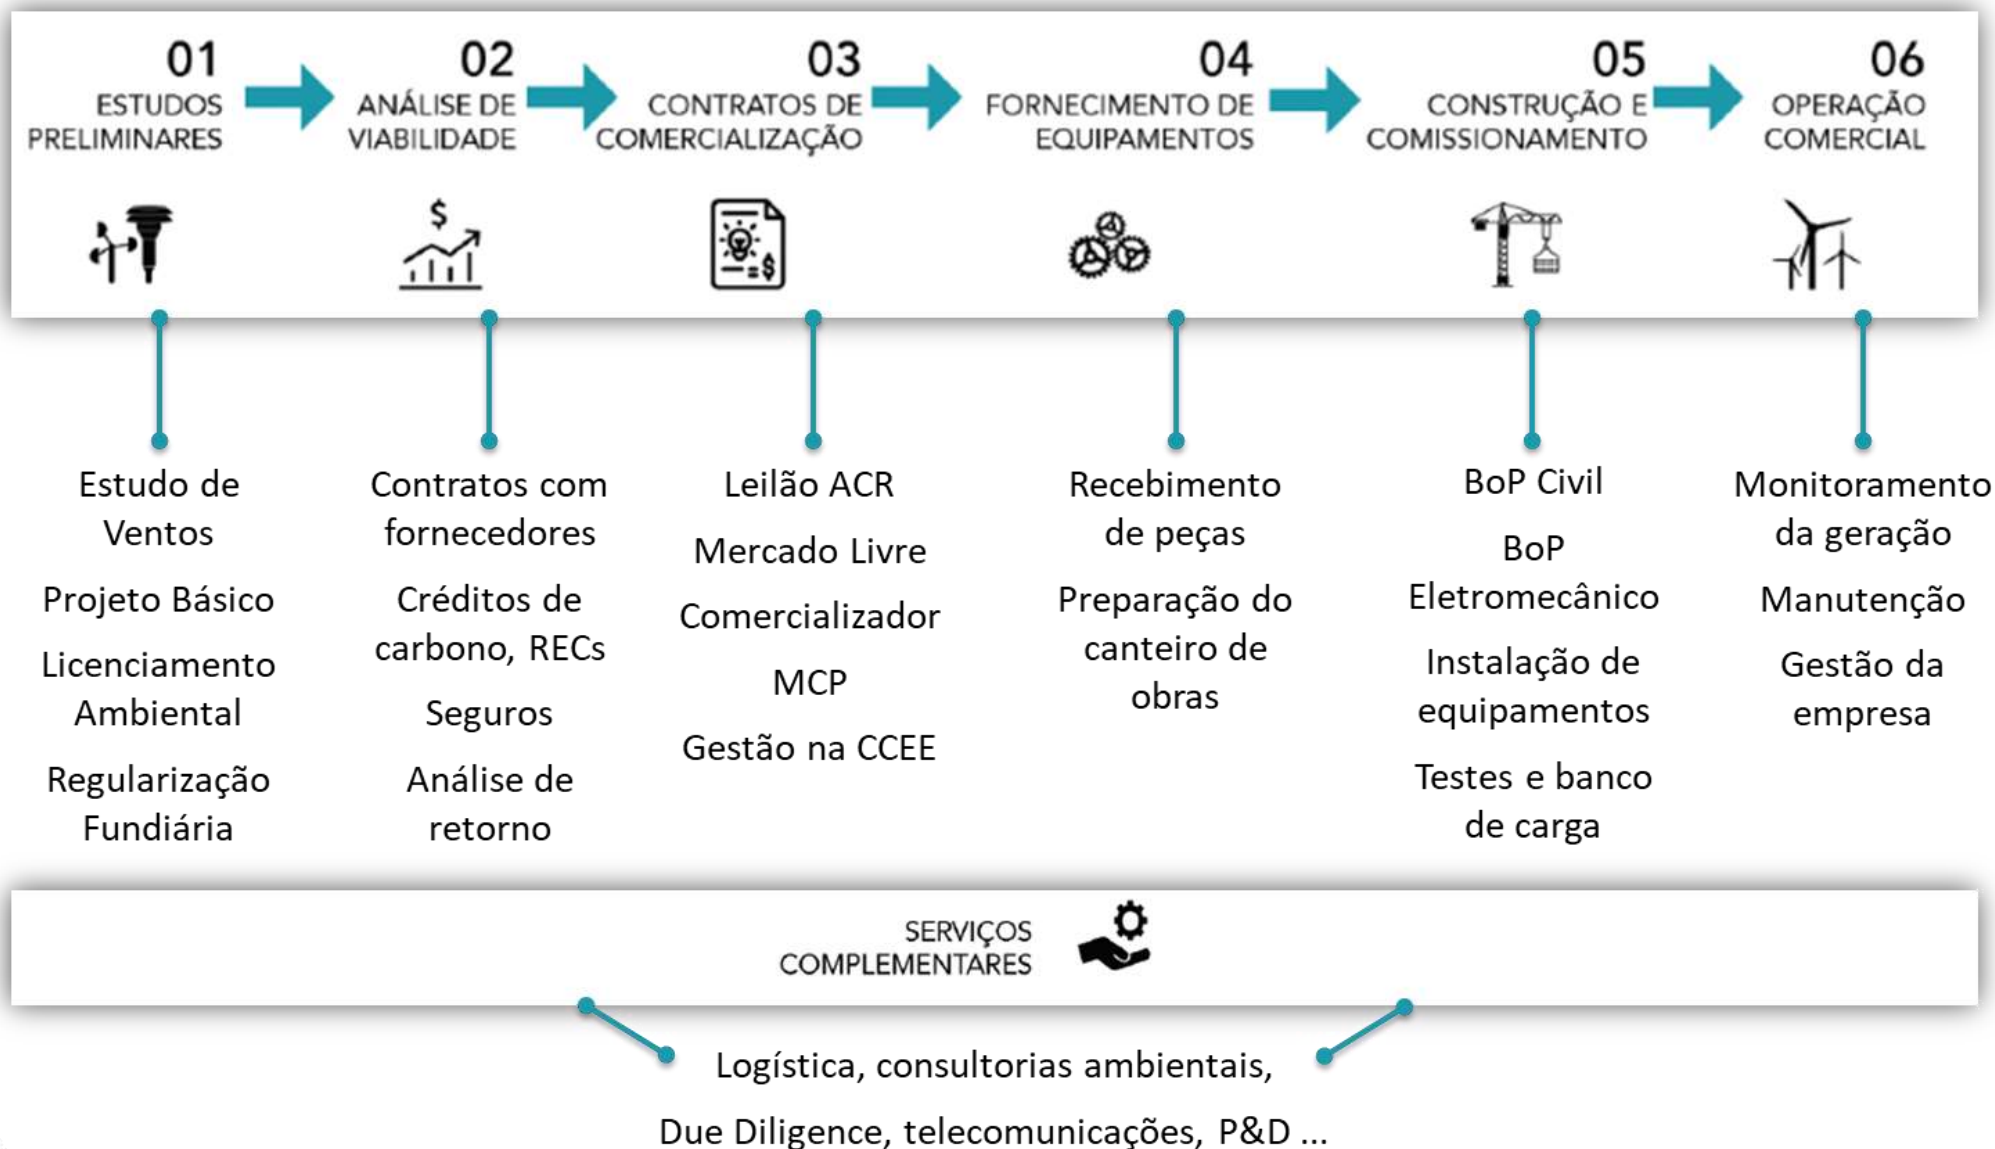 01
ESTUDOS
PRELIMINARES
02
ANÁLISE DE
VIABILIDADE
03
CONTRATOS DE
COMERCIALIZAÇÃO
04
FORNECIMENTO DE
EQUIPAMENTOS
05
CONSTRUÇÃO E
COMISSIONAMENTO
06
OPERAÇÃO
COMERCIAL
$
=$
Estudo de
Ventos
Projeto Básico
Licenciamento
Ambiental
Regularização
Fundiária
Contratos com
fornecedores
Créditos de
carbono, RECs
Seguros
Análise de
retorno
Leilão ACR
Mercado Livre
Comercializador
MCP
Gestão na CCEE
Recebimento
de peças
Preparação do
canteiro de
obras
BoP Civil
BoP
Eletromecânico
Instalação de
equipamentos
Testes e banco
de carga
Monitoramento
da geração
Manutenção
Gestão da
empresa
SERVIÇOS
COMPLEMENTARES
Logística, consultorias ambientais,
Due Diligence, telecomunicações, P&D ...